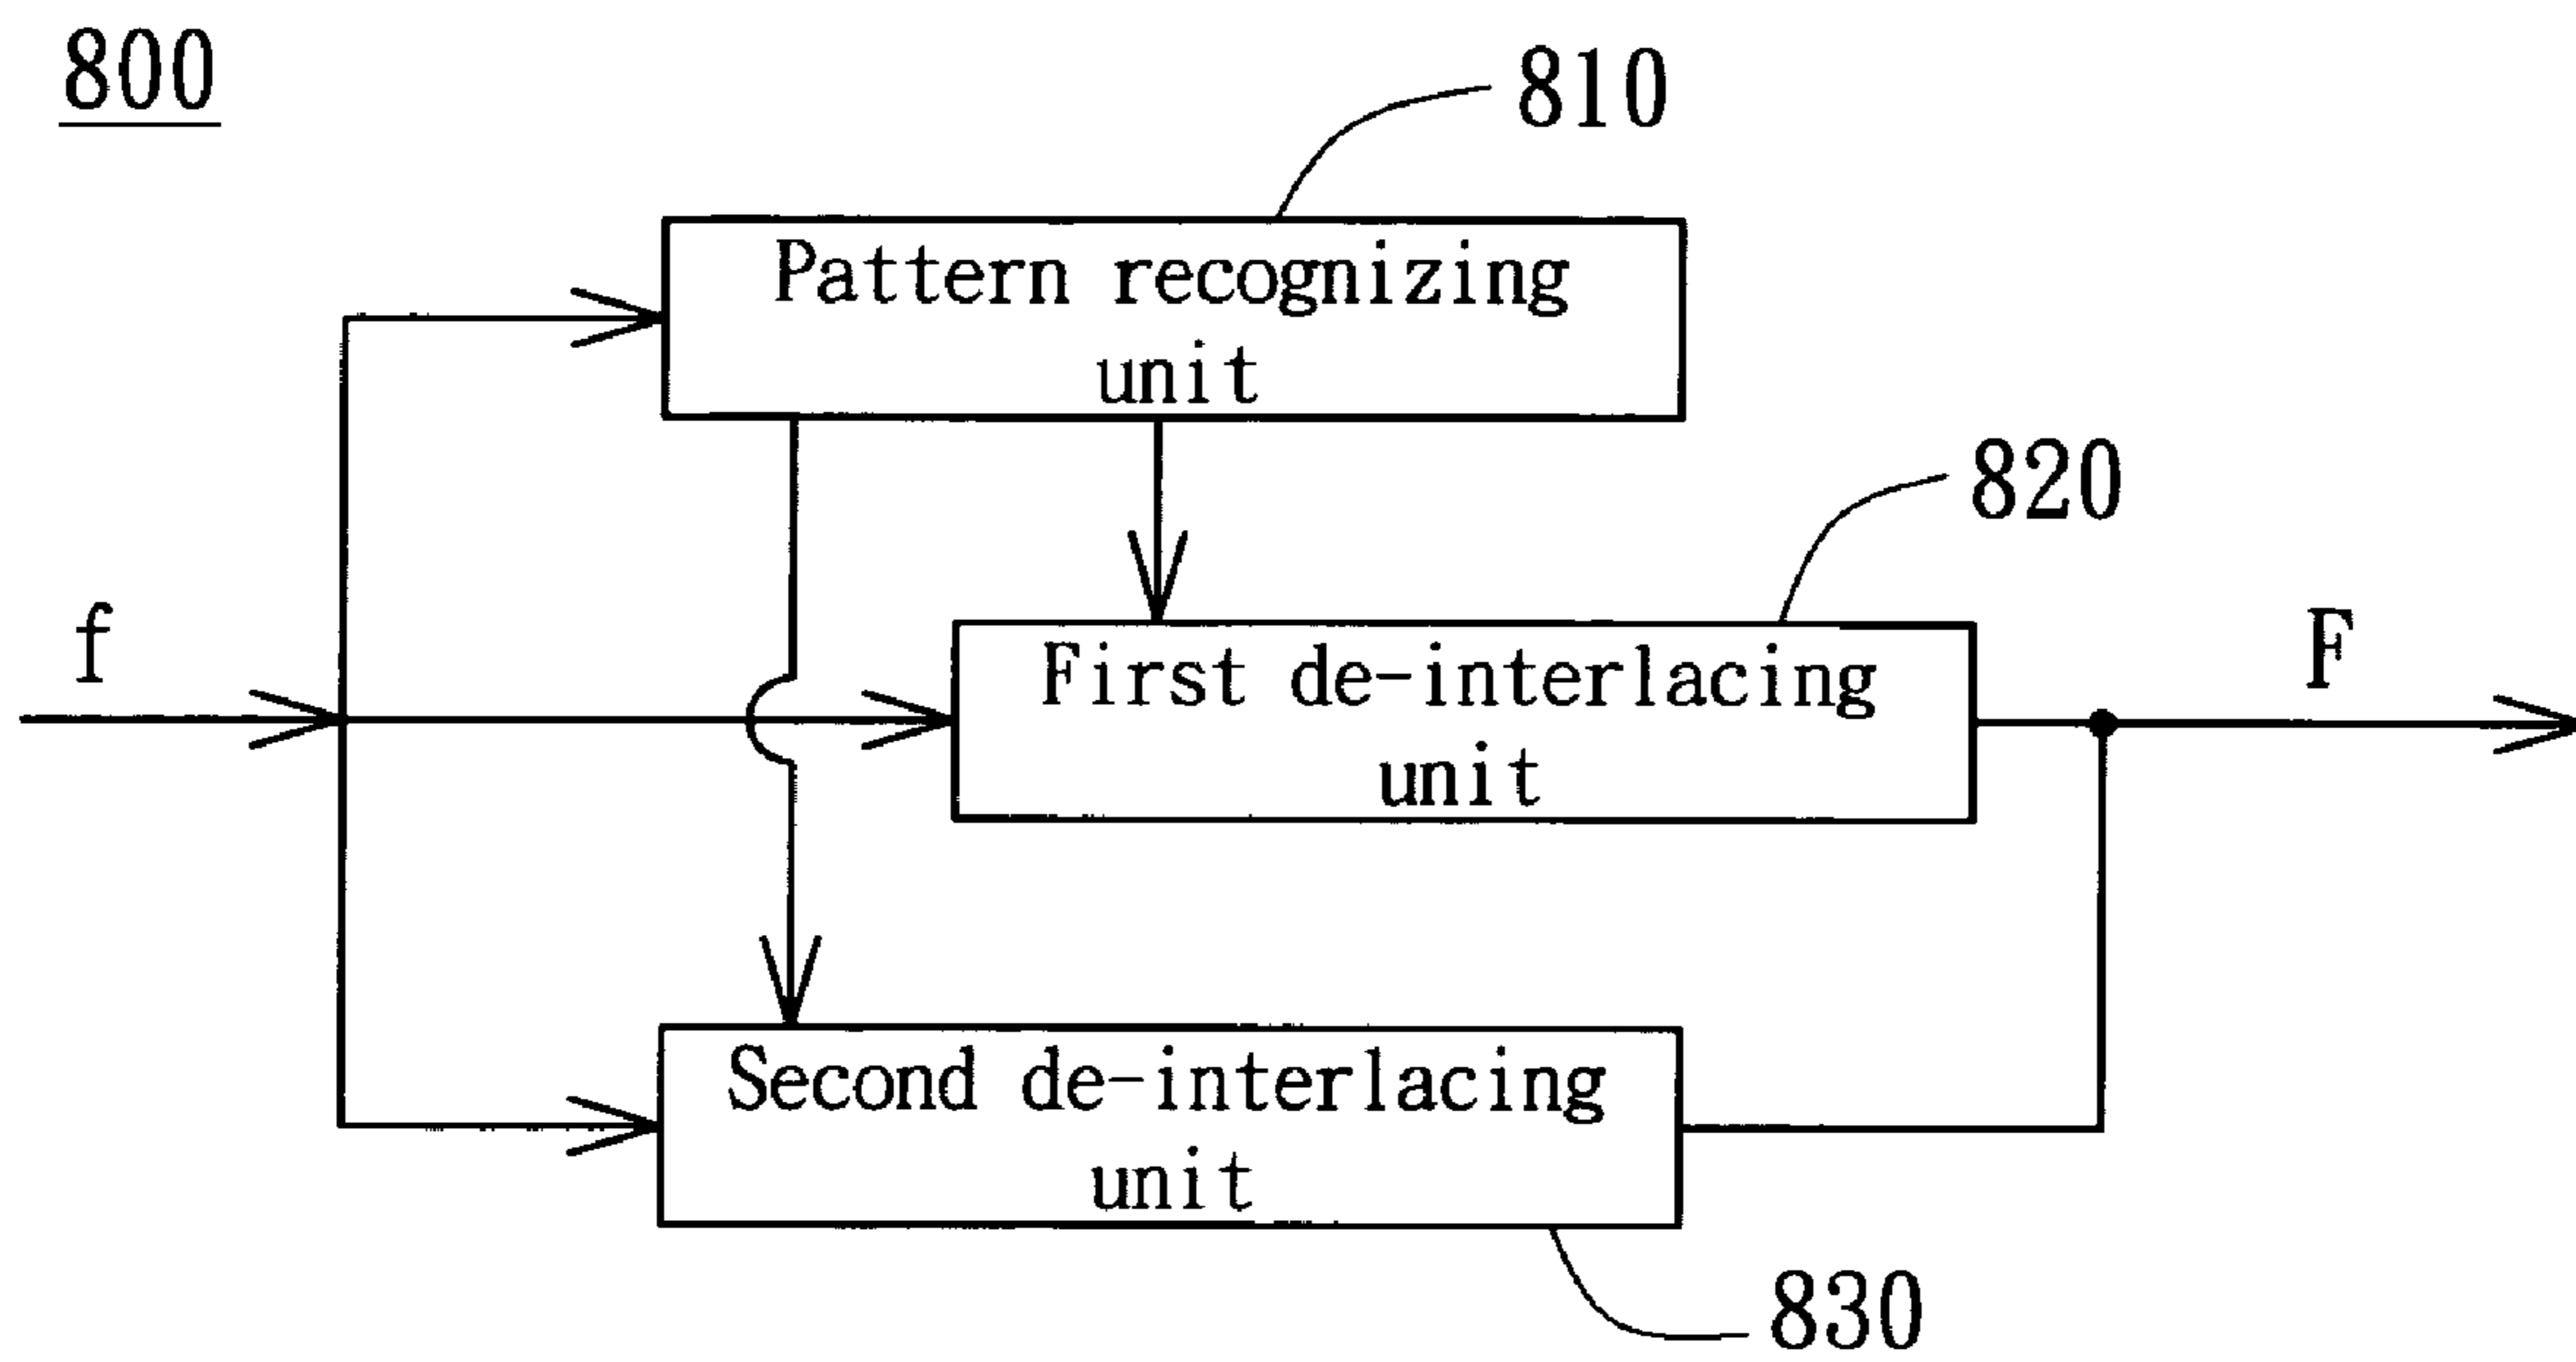 800
810
Pattern recognizing
unit
820
f
First de-interlacing
unit
F
Second de-interlacing
unit
830